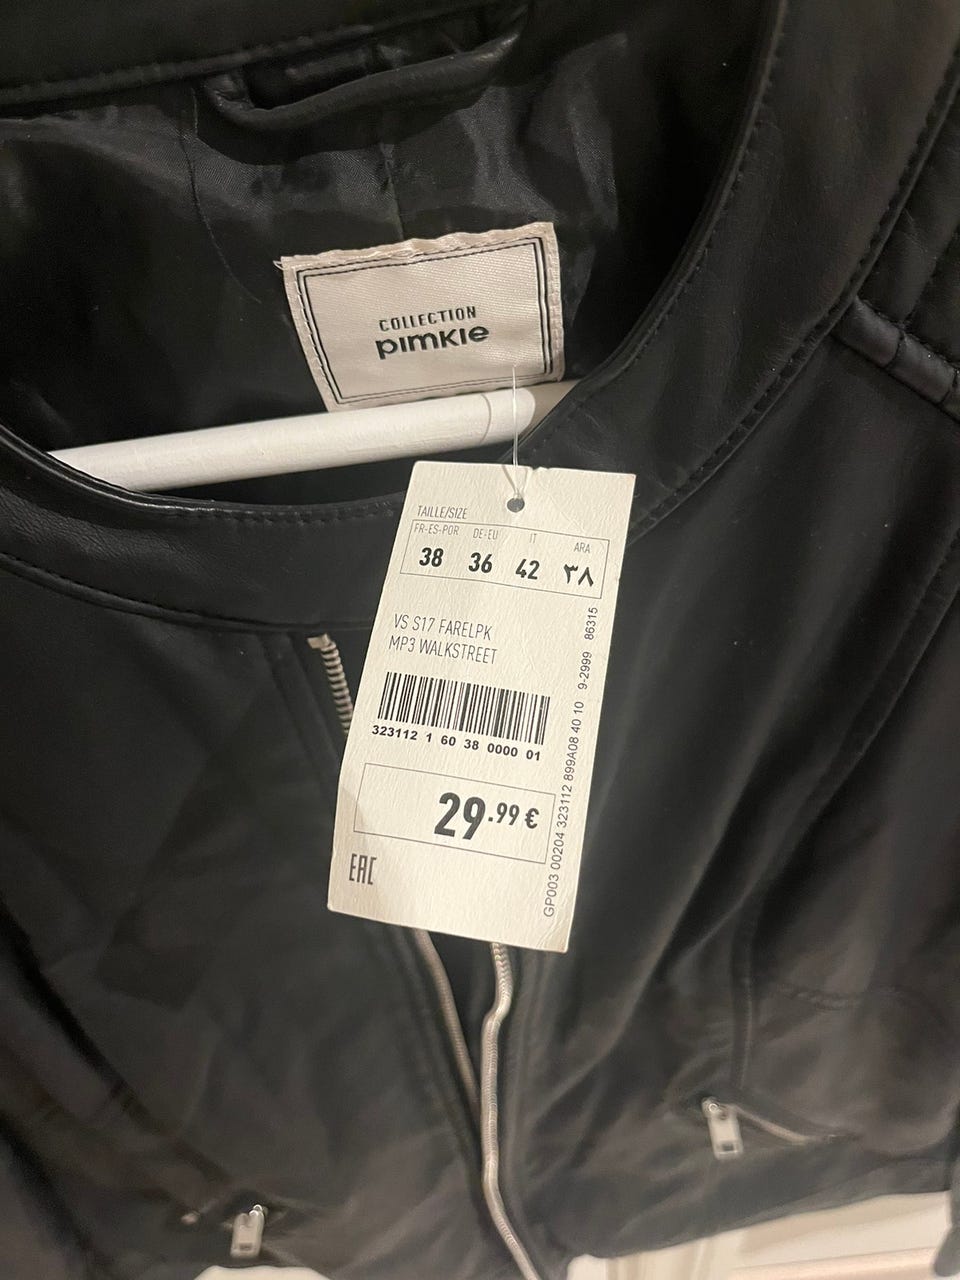 COLLECTION
pimkie
TAILLE/SIZE
FR-ES-POR DE-EU IT ARA
38 36 42 ٣٨
VS S17 FARELPK
MP3 WALKSTREET
323112 1 60 38 0000 01
29.99 €
EAC
GP003 00204 323112 899A08 40 10 9-2999 86315